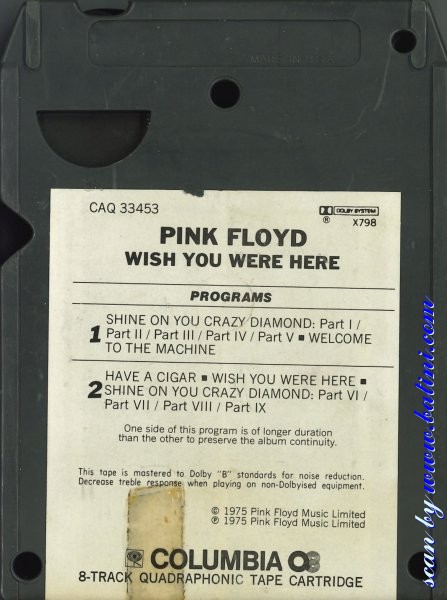 MADE IN U.S.A.
CAQ 33453
DOLBY SYSTEM
® X798
PINK FLOYD
WISH YOU WERE HERE
PROGRAMS
1 SHINE ON YOU CRAZY DIAMOND: Part I /
Part II / Part III / Part IV / Part V ■ WELCOME
TO THE MACHINE
2 HAVE A CIGAR ■ WISH YOU WERE HERE ■
SHINE ON YOU CRAZY DIAMOND: Part VI /
Part VII / Part VIII / Part IX
One side of this program is of longer duration
than the other to preserve the album continuity.
This tape is mastered to Dolby "B" standards for noise reduction.
Decrease treble response when playing on non-Dolbyised equipment.
© 1975 Pink Floyd Music Limited
℗ 1975 Pink Floyd Music Limited
COLUMBIA Q8
8-TRACK QUADRAPHONIC TAPE CARTRIDGE
scan by www.batini.com